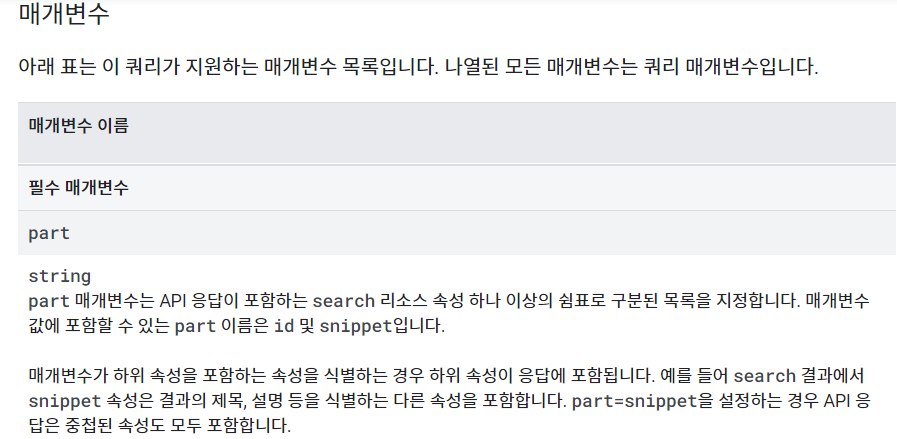 매개변수
아래 표는 이 쿼리가 지원하는 매개변수 목록입니다. 나열된 모든 매개변수는 쿼리 매개변수입니다.
매개변수 이름
필수 매개변수
part
string
part 매개변수는 API 응답이 포함하는 search 리소스 속성 하나 이상의 쉼표로 구분된 목록을 지정합니다. 매개변수
값에 포함할 수 있는 part 이름은 id 및 snippet입니다.
매개변수가 하위 속성을 포함하는 속성을 식별하는 경우 하위 속성이 응답에 포함됩니다. 예를 들어 search 결과에서
snippet 속성은 결과의 제목, 설명 등을 식별하는 다른 속성을 포함합니다. part=snippet을 설정하는 경우 API 응
답은 중첩된 속성도 모두 포함합니다.